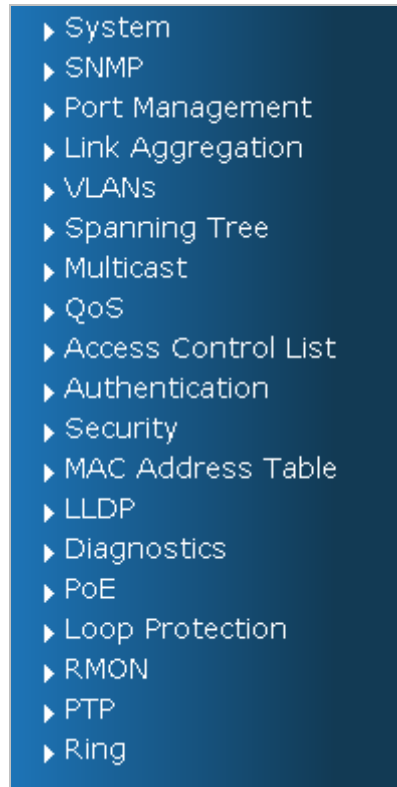 System
SNMP
Port Management
Link Aggregation
VLANs
Spanning Tree
Multicast
QoS
Access Control List
Authentication
Security
MAC Address Table
LLDP
Diagnostics
PoE
Loop Protection
RMON
PTP
Ring